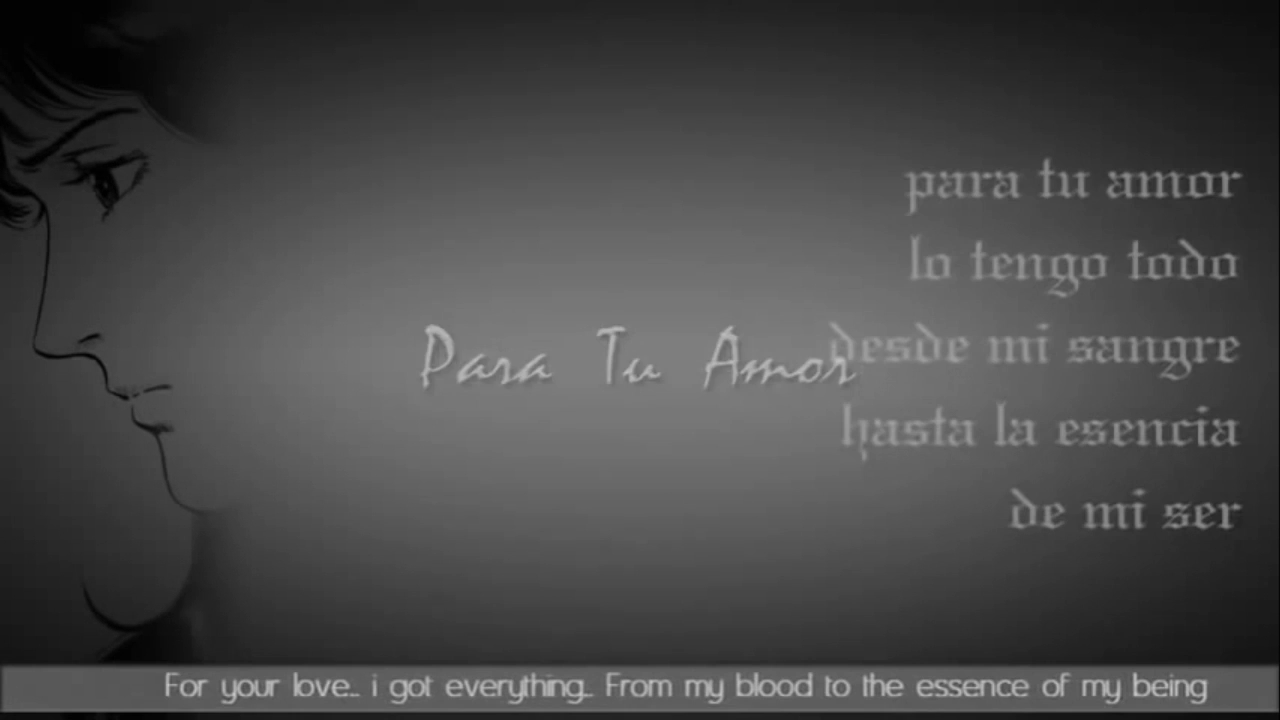 para tu amor
lo tengo todo
Para Tu Amor
desde mi sangre
hasta la esencia
de mi ser
For your love... i got everything.. From my blood to the essence of my being